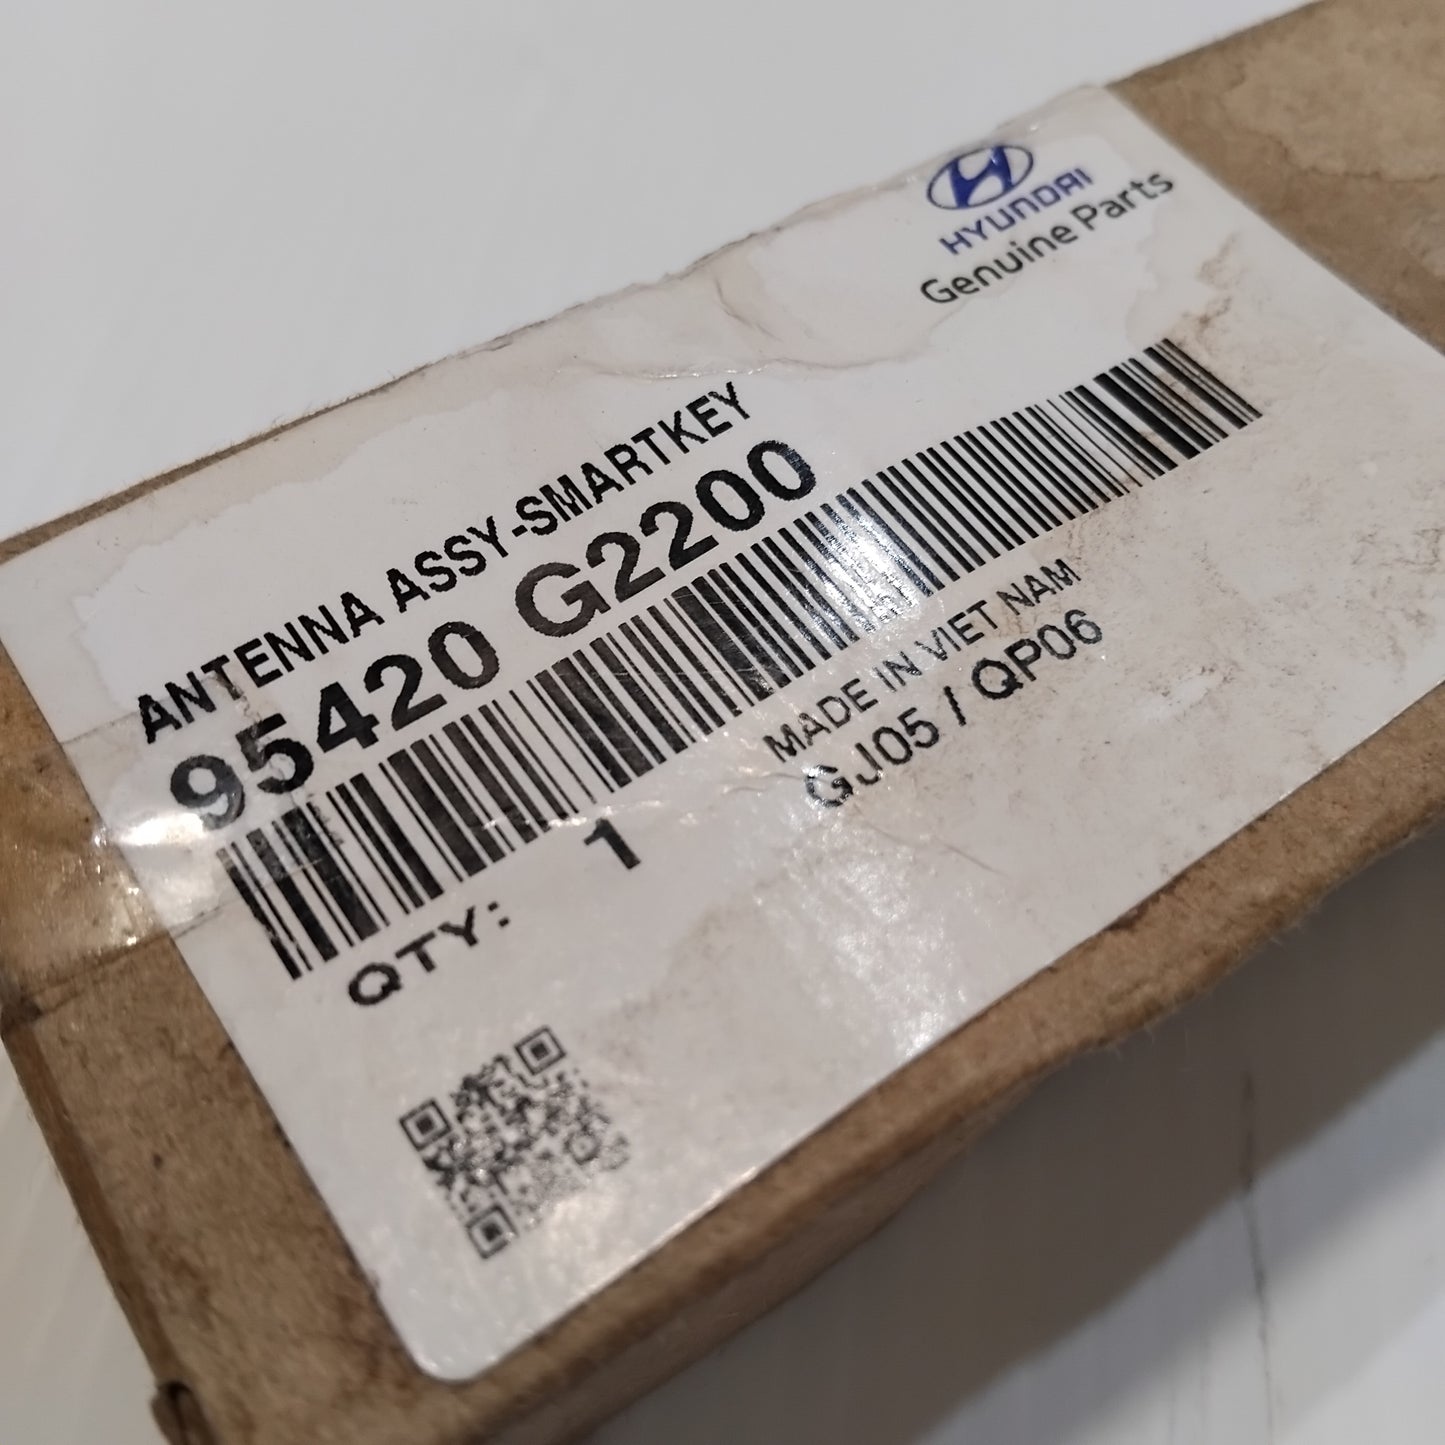 HYUNDAI
Genuine Parts
ANTENNA ASSY-SMARTKEY
95420 G2200
MADE IN VIET NAM
GJ05 / QP06
QTY: 1